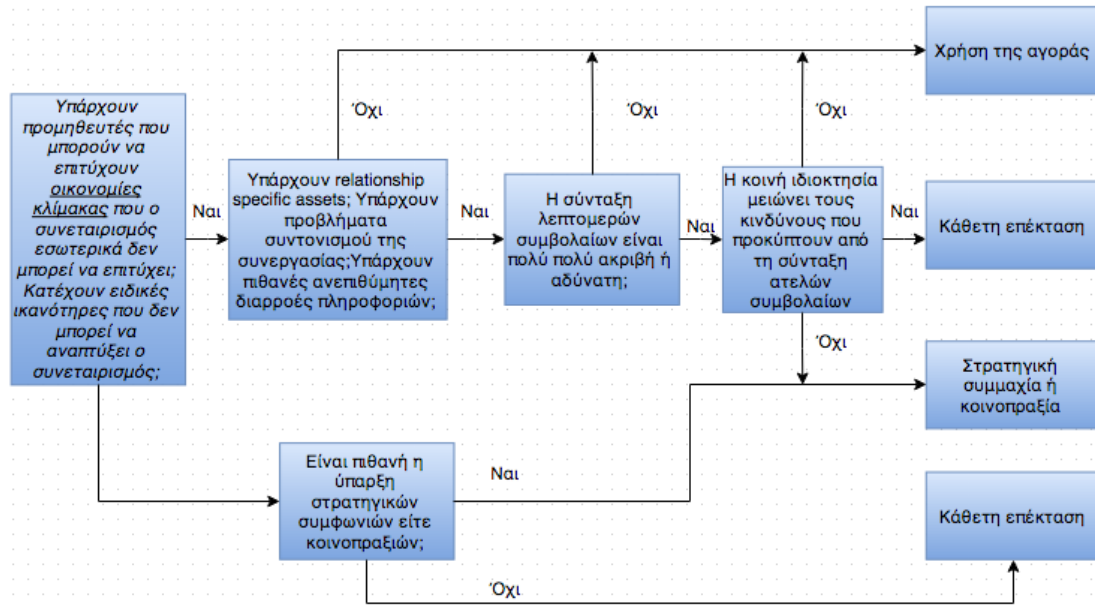 Υπάρχουν
προμηθευτές που
μπορούν να
επιτύχουν
οικονομίες
κλίμακας που ο
συνεταιρισμός
εσωτερικά δεν
μπορεί να επιτύχει;
Κατέχουν ειδικές
ικανότηρες που δεν
μπορεί να
αναπτύξει ο
συνεταιρισμός;
Ναι
Όχι
Υπάρχουν relationship
specific assets; Υπάρχουν
προβλήματα
συντονισμού της
συνεργασίας;Υπάρχουν
πιθανές ανεπιθύμητες
διαρροές πληροφοριών;
Ναι
Όχι
Η σύνταξη
λεπτομερών
συμβολαίων είναι
πολύ πολύ ακριβή ή
αδύνατη;
Ναι
Όχι
Η κοινή ιδιοκτησία
μειώνει τους
κινδύνους που
προκύπτουν από
τη σύνταξη
ατελών
συμβολαίων
Ναι
Όχι
Χρήση της αγοράς
Κάθετη επέκταση
Στρατηγική
συμμαχία ή
κοινοπραξία
Είναι πιθανή η
ύπαρξη
στρατηγικών
συμφωνιών είτε
κοινοπραξιών;
Ναι
Όχι
Κάθετη επέκταση